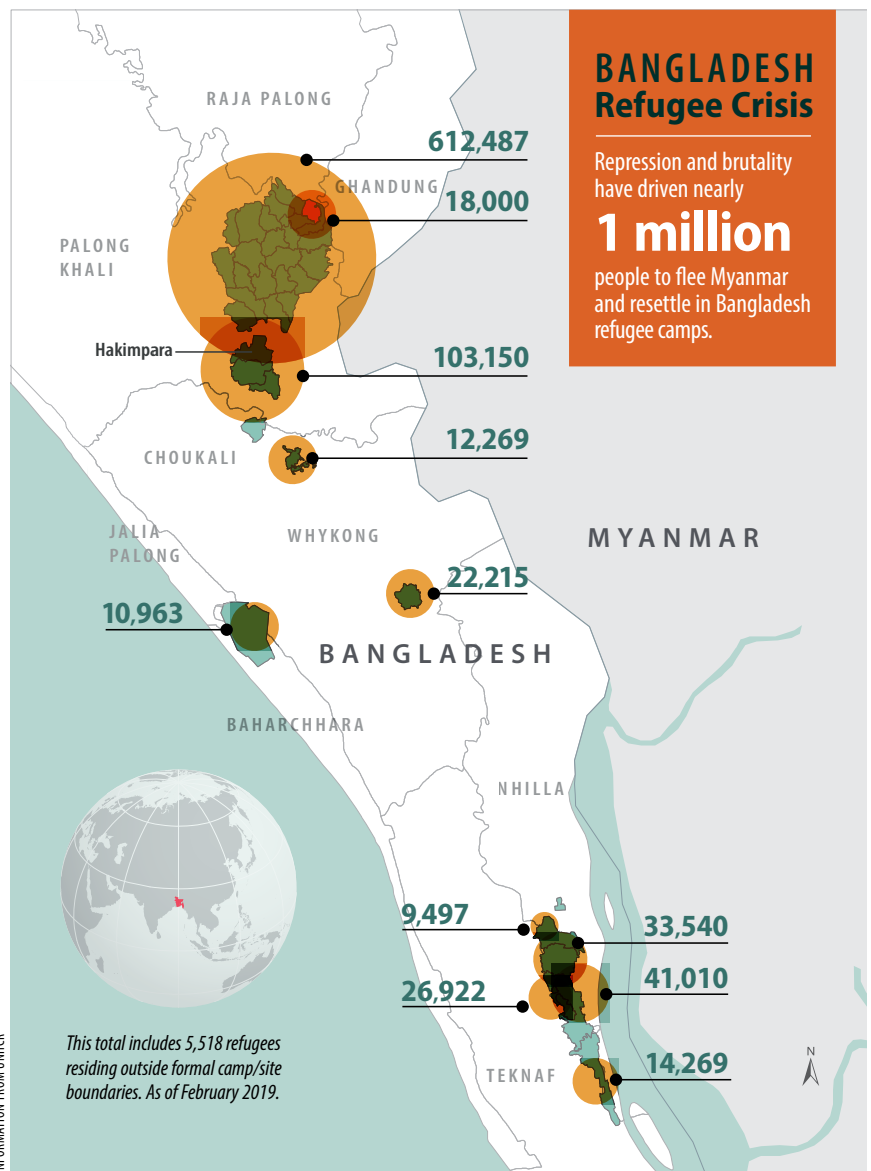 BANGLADESH
Refugee Crisis
Repression and brutality
have driven nearly
1 million
people to flee Myanmar
and resettle in Bangladesh
refugee camps.
RAJA PALONG
612,487
GHANDUNG
18,000
PALONG
KHALI
Hakimpara
103,150
12,269
CHOUKALI
JALIA
PALONG
WHYKONG
MYANMAR
22,215
10,963
BANGLADESH
BAHARCHHARA
NHILLA
9,497
33,540
26,922
41,010
14,269
TEKNAF
N
This total includes 5,518 refugees
residing outside formal camp/site
boundaries. As of February 2019.